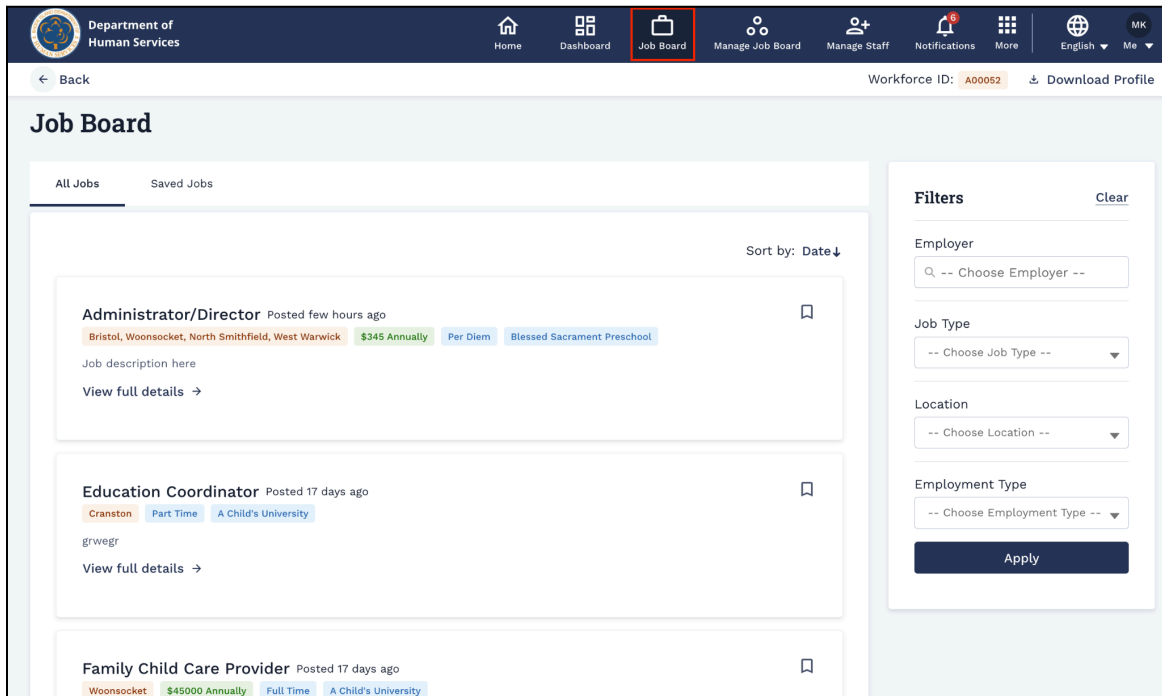 Department of
Human Services
Home
Dashboard
Job Board
Manage Job Board
Manage Staff
6
Notifications
More
English
MK
Me
Back
Workforce ID: A00052
Download Profile
Job Board
All Jobs
Saved Jobs
Sort by: Date↓
Administrator/Director Posted few hours ago
Bristol, Woonsocket, North Smithfield, West Warwick $345 Annually Per Diem Blessed Sacrament Preschool
Job description here
View full details →
Education Coordinator Posted 17 days ago
Cranston Part Time A Child's University
grwegr
View full details →
Family Child Care Provider Posted 17 days ago
Woonsocket $45000 Annually Full Time A Child's University
Filters
Clear
Employer
-- Choose Employer --
Job Type
-- Choose Job Type --
Location
-- Choose Location --
Employment Type
-- Choose Employment Type --
Apply